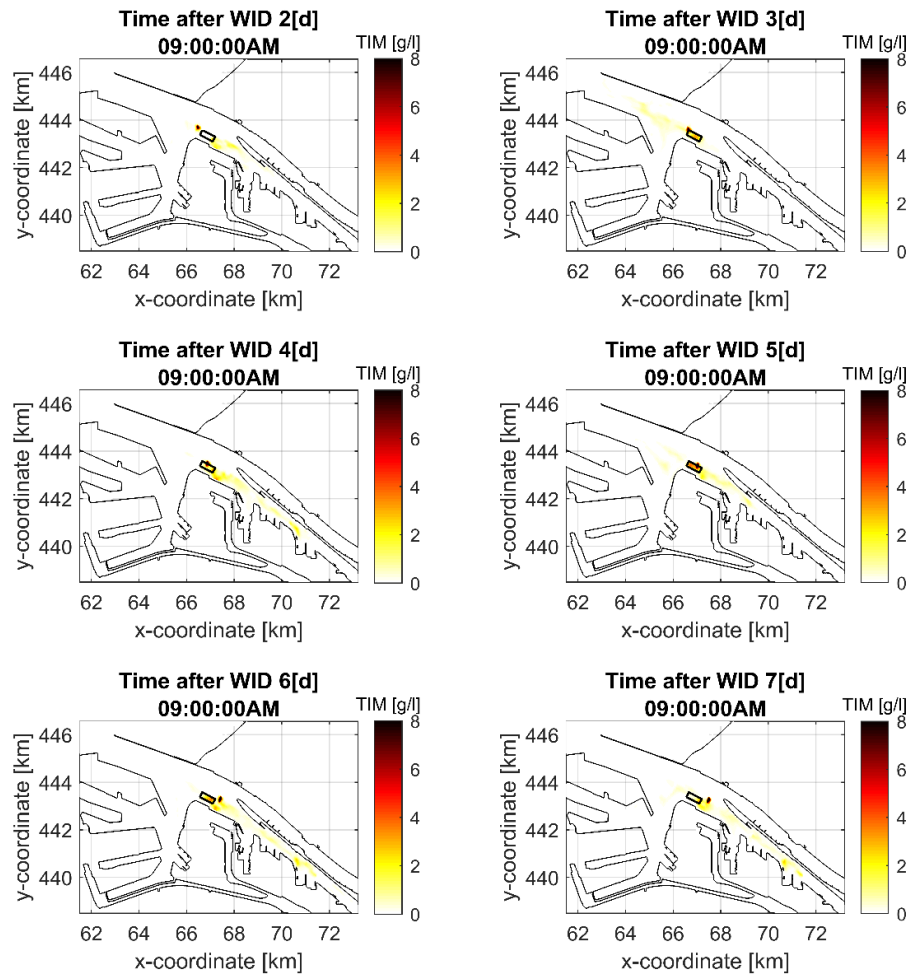 Time after WID 2[d]
09:00:00AM
TIM [g/l]
y-coordinate [km]
446
444
442
440
8
6
4
2
0
62 64 66 68 70 72
x-coordinate [km]
Time after WID 3[d]
09:00:00AM
TIM [g/l]
y-coordinate [km]
446
444
442
440
8
6
4
2
0
62 64 66 68 70 72
x-coordinate [km]
Time after WID 4[d]
09:00:00AM
TIM [g/l]
y-coordinate [km]
446
444
442
440
8
6
4
2
0
62 64 66 68 70 72
x-coordinate [km]
Time after WID 5[d]
09:00:00AM
TIM [g/l]
y-coordinate [km]
446
444
442
440
8
6
4
2
0
62 64 66 68 70 72
x-coordinate [km]
Time after WID 6[d]
09:00:00AM
TIM [g/l]
y-coordinate [km]
446
444
442
440
8
6
4
2
0
62 64 66 68 70 72
x-coordinate [km]
Time after WID 7[d]
09:00:00AM
TIM [g/l]
y-coordinate [km]
446
444
442
440
8
6
4
2
0
62 64 66 68 70 72
x-coordinate [km]